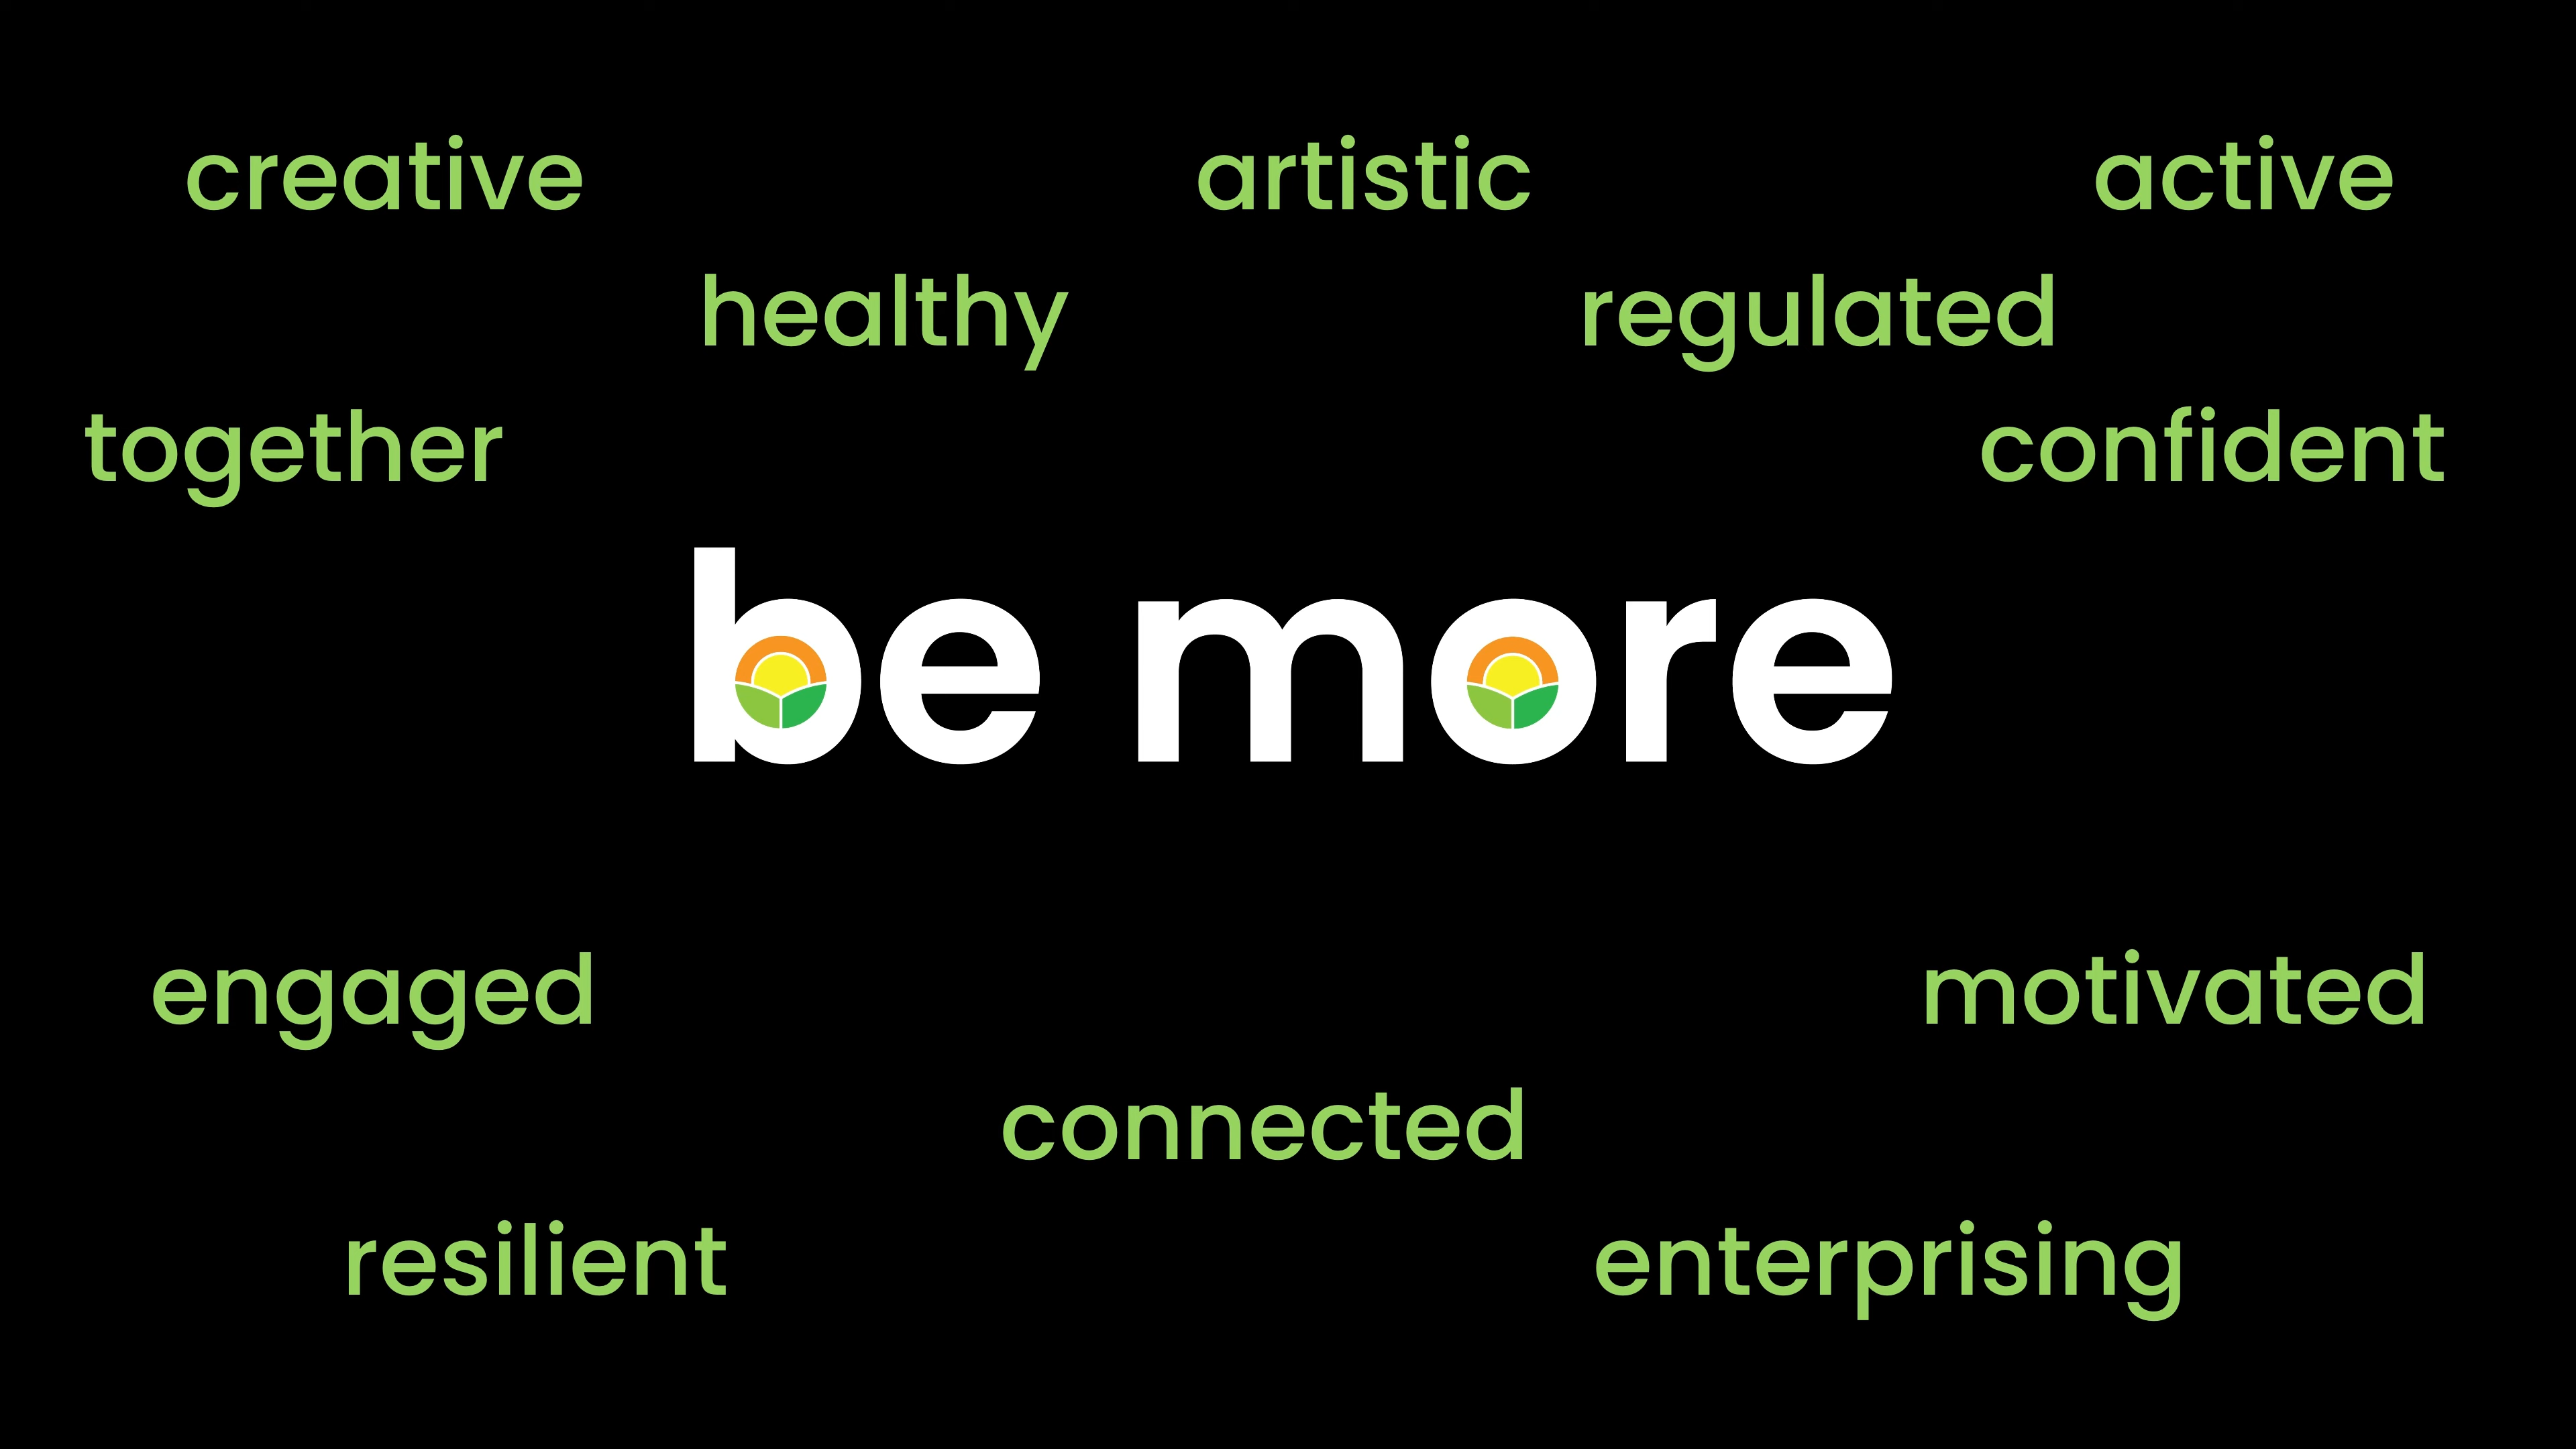 creative artistic active
healthy regulated
together confident
be more
engaged motivated
connected
resilient enterprising